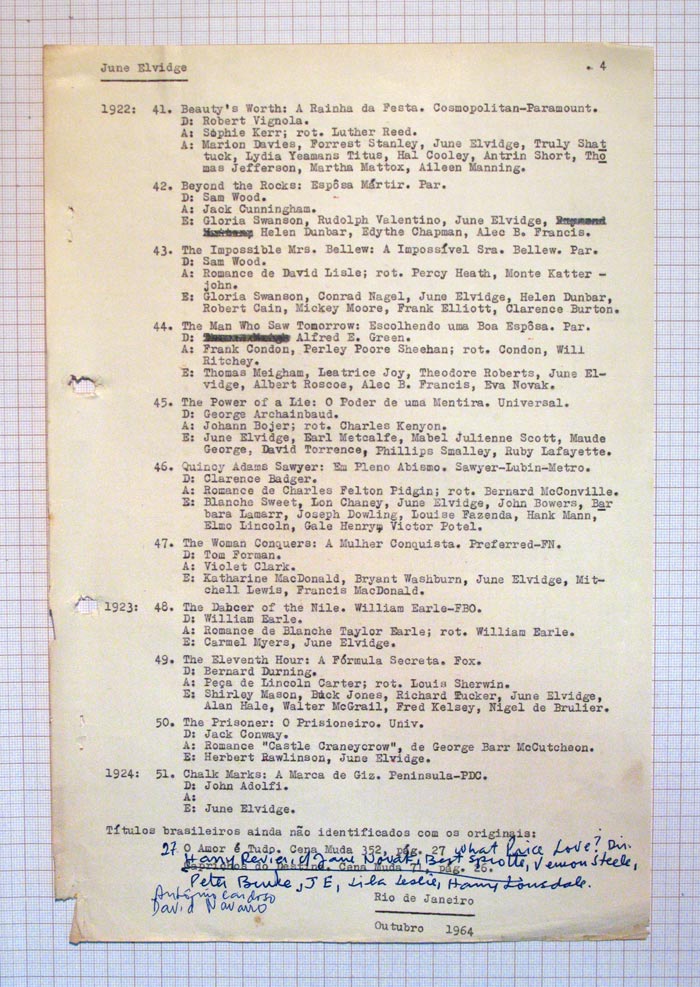 June Elvidge
. 4
1922: 41. Beauty's Worth: A Rainha da Festa. Cosmopolitan-Paramount.
D: Robert Vignola.
A: Sophie Kerr; rot. Luther Reed.
A: Marion Davies, Forrest Stanley, June Elvidge, Truly Shat
tuck, Lydia Yeamans Titus, Hal Cooley, Antrin Short, Tho
mas Jefferson, Martha Mattox, Aileen Manning.
42. Beyond the Rocks: Espôsa Mártir. Par.
D: Sam Wood.
A: Jack Cunningham.
E: Gloria Swanson, Rudolph Valentino, June Elvidge,
Helen Dunbar, Edythe Chapman, Alec B. Francis.
43. The Impossible Mrs. Bellew: A Impossível Sra. Bellew. Par.
D: Sam Wood.
A: Romance de David Lisle; rot. Percy Heath, Monte Katter -
john.
E: Gloria Swanson, Conrad Nagel, June Elvidge, Helen Dunbar,
Robert Cain, Mickey Moore, Frank Elliott, Clarence Burton.
44. The Man Who Saw Tomorrow: Escolhendo uma Boa Espôsa. Par.
D: Alfred E. Green.
A: Frank Condon, Perley Poore Sheehan; rot. Condon, Will
Ritchey.
E: Thomas Meigham, Leatrice Joy, Theodore Roberts, June El-
vidge, Albert Roscoe, Alec B. Francis, Eva Novak.
45. The Power of a Lie: O Poder de uma Mentira. Universal.
D: George Archainbaud.
A: Johann Bojer; rot. Charles Kenyon.
E: June Elvidge, Earl Metcalfe, Mabel Julienne Scott, Maude
George, David Torrence, Phillips Smalley, Ruby Lafayette.
46. Quincy Adams Sawyer: Em Pleno Abismo. Sawyer-Lubin-Metro.
D: Clarence Badger.
A: Romance de Charles Felton Pidgin; rot. Bernard McConville.
E: Blanche Sweet, Lon Chaney, June Elvidge, John Bowers, Bar
bara Lamarr, Joseph Dowling, Louise Fazenda, Hank Mann,
Elmo Lincoln, Gale Henry, Victor Potel.
47. The Woman Conquers: A Mulher Conquista. Preferred-FN.
D: Tom Forman.
A: Violet Clark.
E: Katharine MacDonald, Bryant Washburn, June Elvidge, Mit-
chell Lewis, Francis MacDonald.
1923: 48. The Dabcer of the Nile. William Earle-FBO.
D: William Earle.
A: Romance de Blanche Taylor Earle; rot. William Earle.
E: Carmel Myers, June Elvidge.
49. The Eleventh Hour: A Fórmula Secreta. Fox.
D: Bernard Durning.
A: Peça de Lincoln Carter; rot. Louis Sherwin.
E: Shirley Mason, Buck Jones, Richard Tucker, June Elvidge,
Alan Hale, Walter McGrail, Fred Kelsey, Nigel de Brulier.
50. The Prisoner: O Prisioneiro. Univ.
D: Jack Conway.
A: Romance "Castle Craneycrow", de George Barr McCutcheon.
E: Herbert Rawlinson, June Elvidge.
1924: 51. Chalk Marks: A Marca de Giz. Peninsula-PDC.
D: John Adolfi.
A:
E: June Elvidge.
Títulos brasileiros ainda não identificados com os originais:
27 O Amor é Tudo. Cena Muda 352, pág. 27 What Price Love? Dir.
Harry Revier, c/ Jane Novak, Bert Sprotte, Vernon Steele,
Caprichos do Destino. Cena Muda 71, pág. 26.
Peter Burke, J E, Lila Leslie, Harry Lonsdale.
António Cardoso
David Navarro
Rio de Janeiro
Outubro 1964